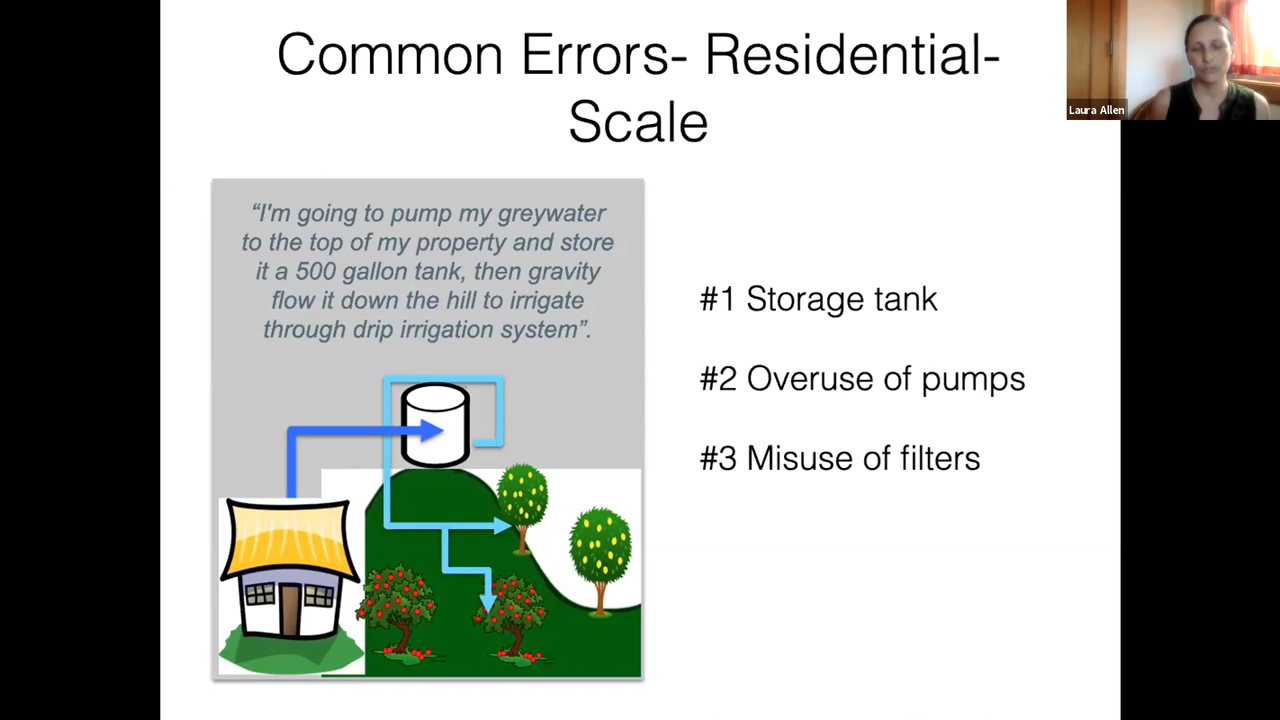 Common Errors- Residential-
Scale
Laura Allen
“I'm going to pump my greywater
to the top of my property and store
it a 500 gallon tank, then gravity
flow it down the hill to irrigate
through drip irrigation system”.
#1 Storage tank
#2 Overuse of pumps
#3 Misuse of filters